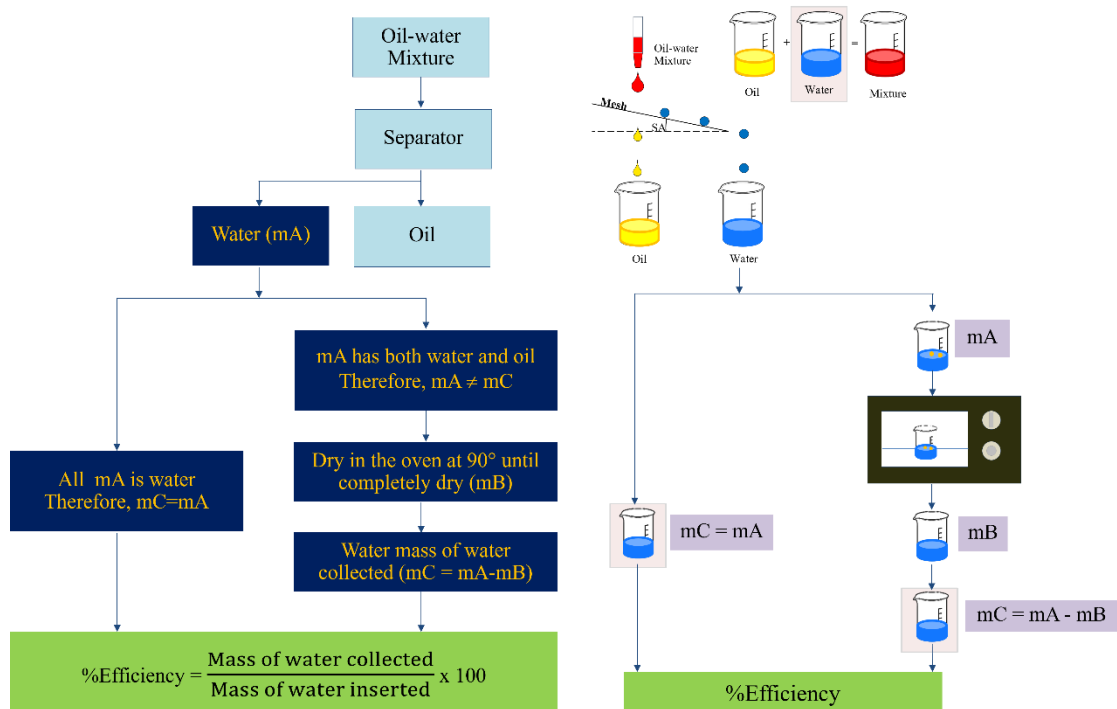 Oil-water
Mixture
Separator
Water (mA)
Oil
mA has both water and oil
Therefore, mA ≠ mC
All mA is water
Therefore, mC=mA
Dry in the oven at 90° until
completely dry (mB)
Water mass of water
collected (mC = mA-mB)
%Efficiency = Mass of water collected / Mass of water inserted x 100
Oil-water
Mixture
+
=
Oil
Water
Mixture
Mesh
SA
Oil
Water
mA
mC = mA
mB
mC = mA - mB
%Efficiency